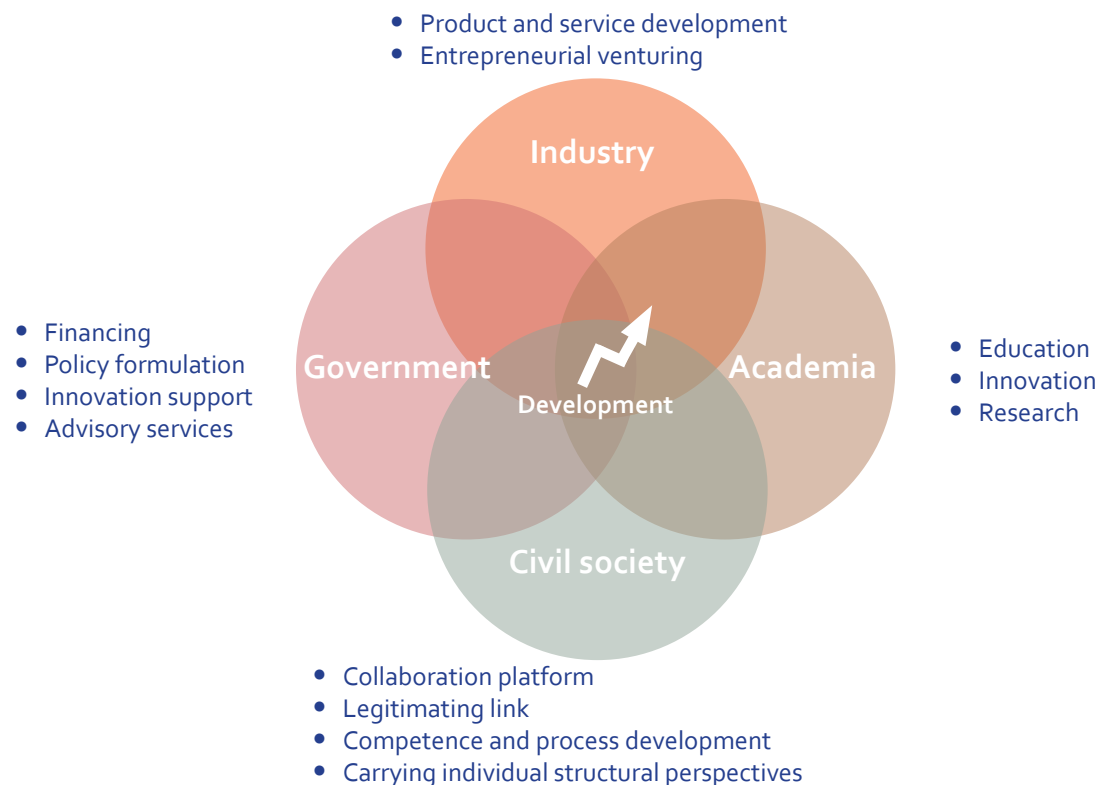 Product and service development
Entrepreneurial venturing
Industry
Financing
Policy formulation
Innovation support
Advisory services
Government
Development
Academia
Education
Innovation
Research
Civil society
Collaboration platform
Legitimating link
Competence and process development
Carrying individual structural perspectives